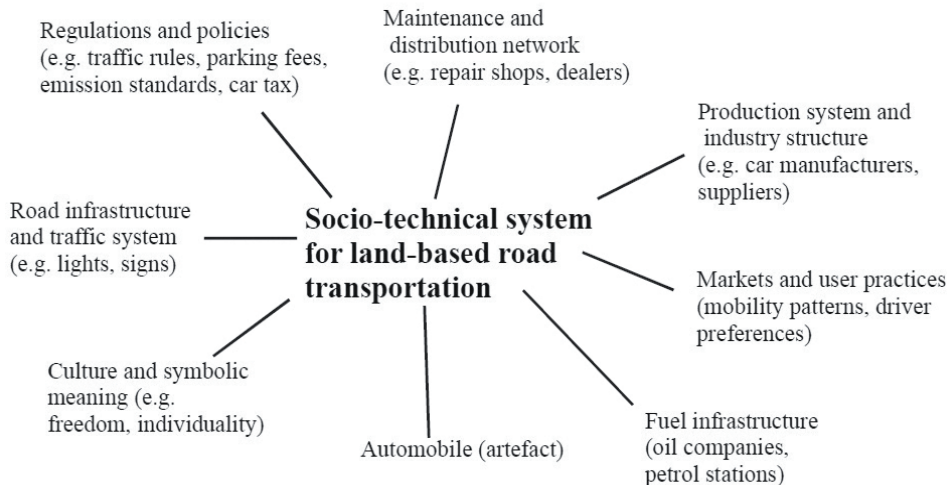 Regulations and policies
(e.g. traffic rules, parking fees,
emission standards, car tax)
Maintenance and
distribution network
(e.g. repair shops, dealers)
Production system and
industry structure
(e.g. car manufacturers,
suppliers)
Road infrastructure
and traffic system
(e.g. lights, signs)
Socio-technical system
for land-based road
transportation
Markets and user practices
(mobility patterns, driver
preferences)
Culture and symbolic
meaning (e.g.
freedom, individuality)
Automobile (artefact)
Fuel infrastructure
(oil companies,
petrol stations)